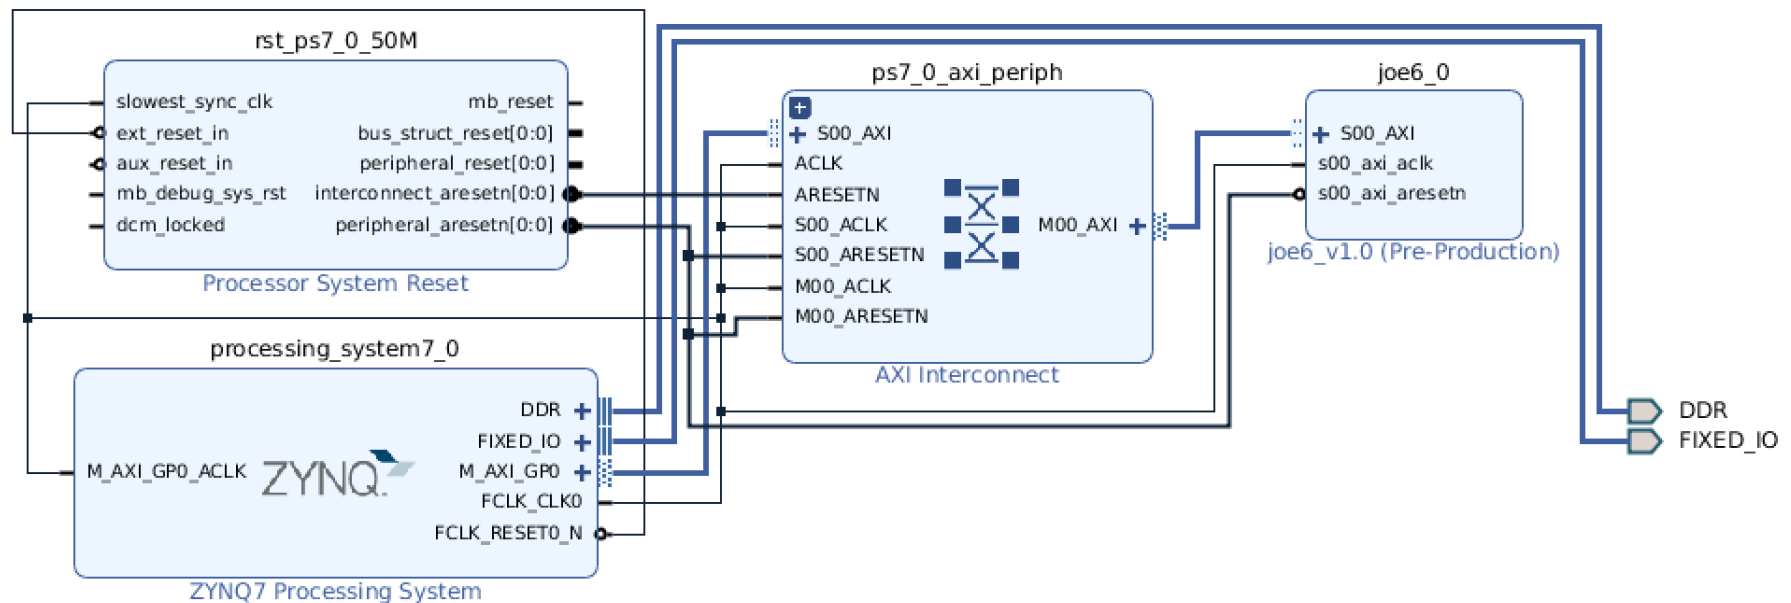 rst_ps7_0_50M
slowest_sync_clk
ext_reset_in
aux_reset_in
mb_debug_sys_rst
dcm_locked
mb_reset
bus_struct_reset[0:0]
peripheral_reset[0:0]
interconnect_aresetn[0:0]
peripheral_aresetn[0:0]
Processor System Reset
ps7_0_axi_periph
S00_AXI
ACLK
ARESETN
S00_ACLK
S00_ARESETN
M00_ACLK
M00_ARESETN
M00_AXI
AXI Interconnect
joe6_0
S00_AXI
s00_axi_aclk
s00_axi_aresetn
joe6_v1.0 (Pre-Production)
processing_system7_0
M_AXI_GP0_ACLK
ZYNQ.
DDR
FIXED_IO
M_AXI_GP0
FCLK_CLK0
FCLK_RESET0_N
ZYNQ7 Processing System
DDR
FIXED_IO